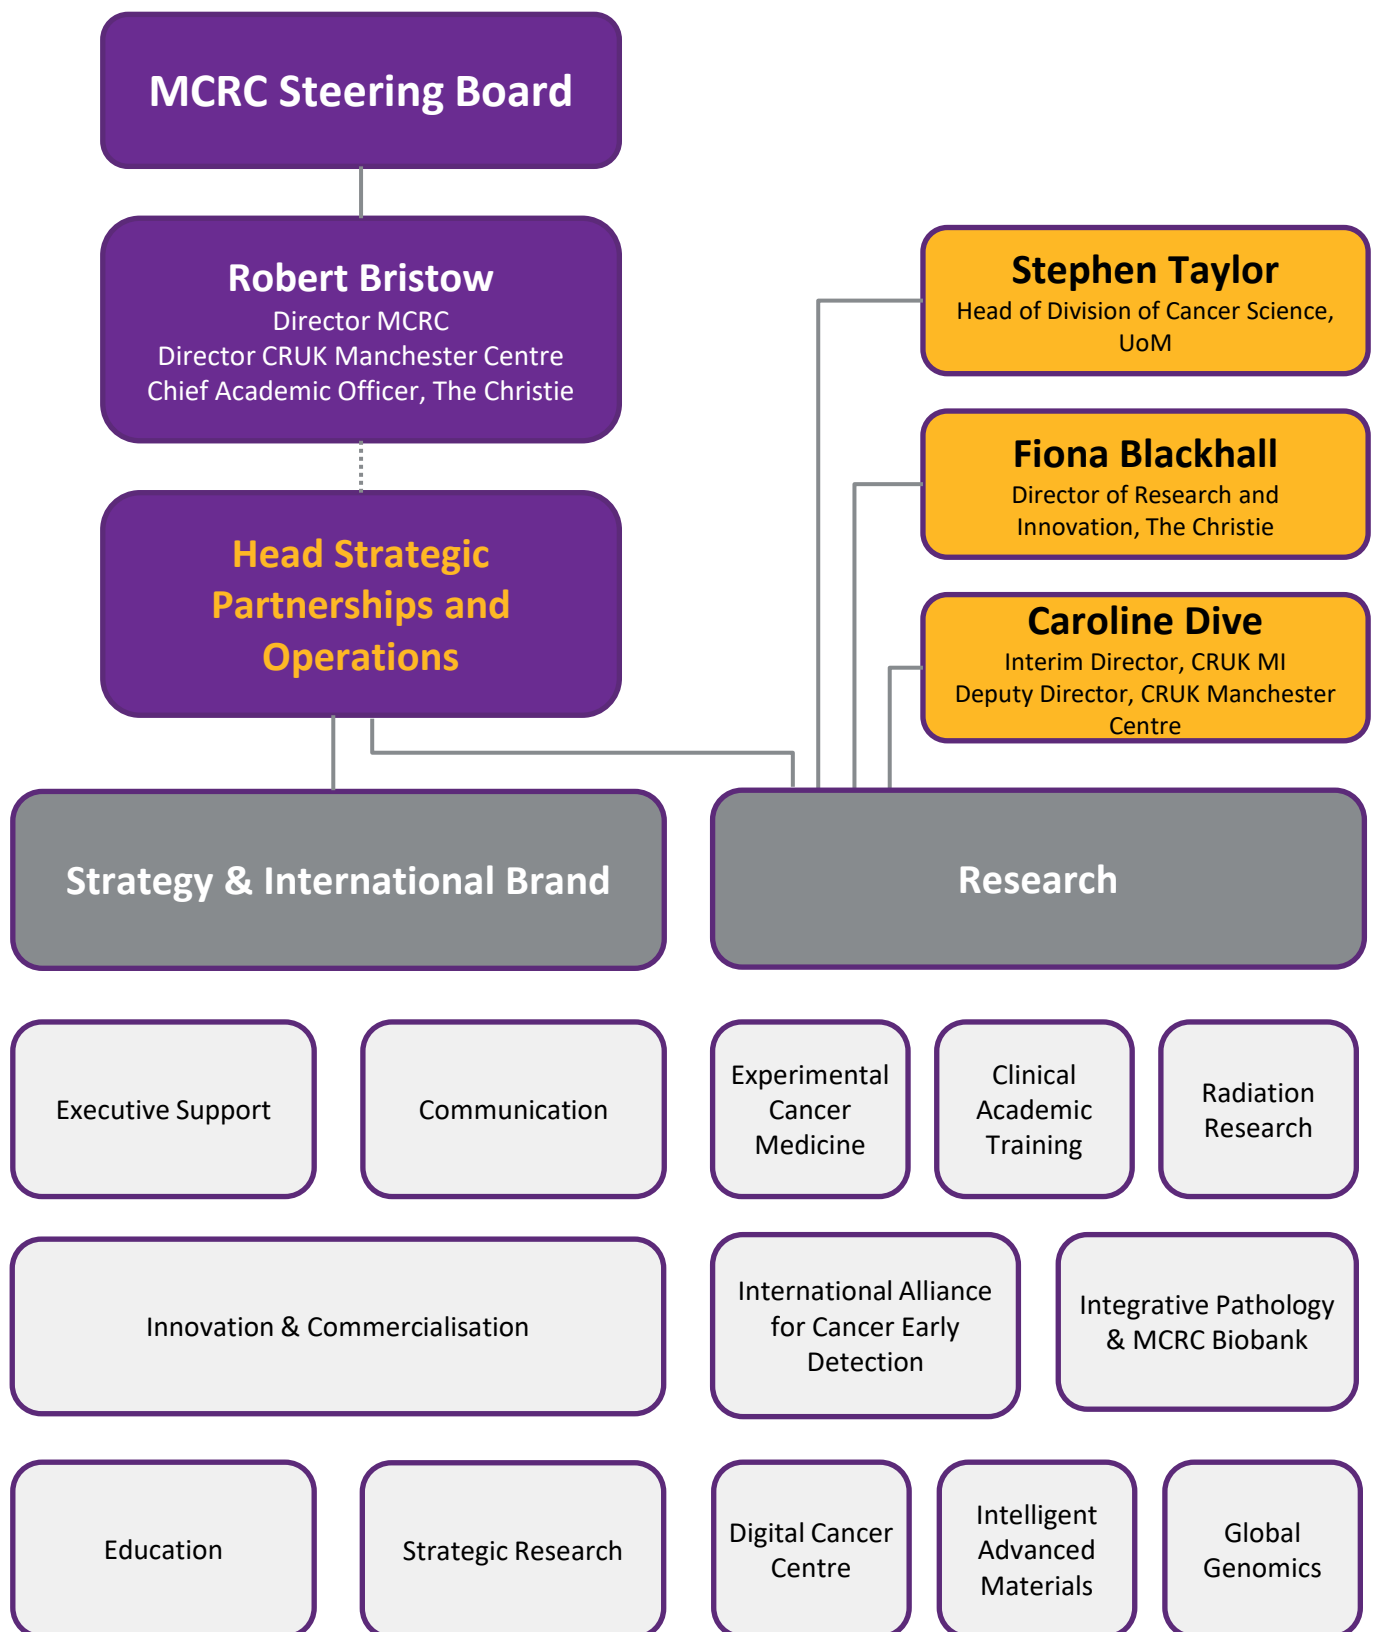 MCRC Steering Board
Robert Bristow
Director MCRC
Director CRUK Manchester Centre
Chief Academic Officer, The Christie
Head Strategic
Partnerships and
Operations
Stephen Taylor
Head of Division of Cancer Science,
UoM
Fiona Blackhall
Director of Research and
Innovation, The Christie
Caroline Dive
Interim Director, CRUK MI
Deputy Director, CRUK Manchester
Centre
Strategy & International Brand
Research
Executive Support
Communication
Experimental
Cancer
Medicine
Clinical
Academic
Training
Radiation
Research
Innovation & Commercialisation
International Alliance
for Cancer Early
Detection
Integrative Pathology
& MCRC Biobank
Education
Strategic Research
Digital Cancer
Centre
Intelligent
Advanced
Materials
Global
Genomics